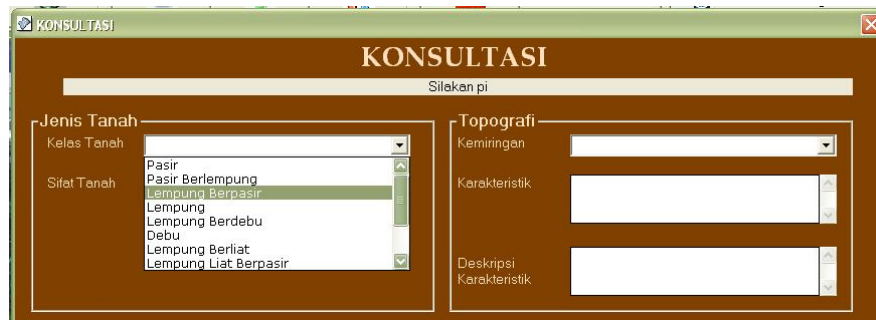 KONSULTASI
KONSULTASI
Silakan pi
Jenis Tanah
Kelas Tanah
Pasir
Pasir Berlempung
Lempung Berpasir
Lempung
Lempung Berdebu
Debu
Lempung Berliat
Lempung Liat Berpasir
Sifat Tanah
Topografi
Kemiringan
Karakteristik
Deskripsi
Karakteristik